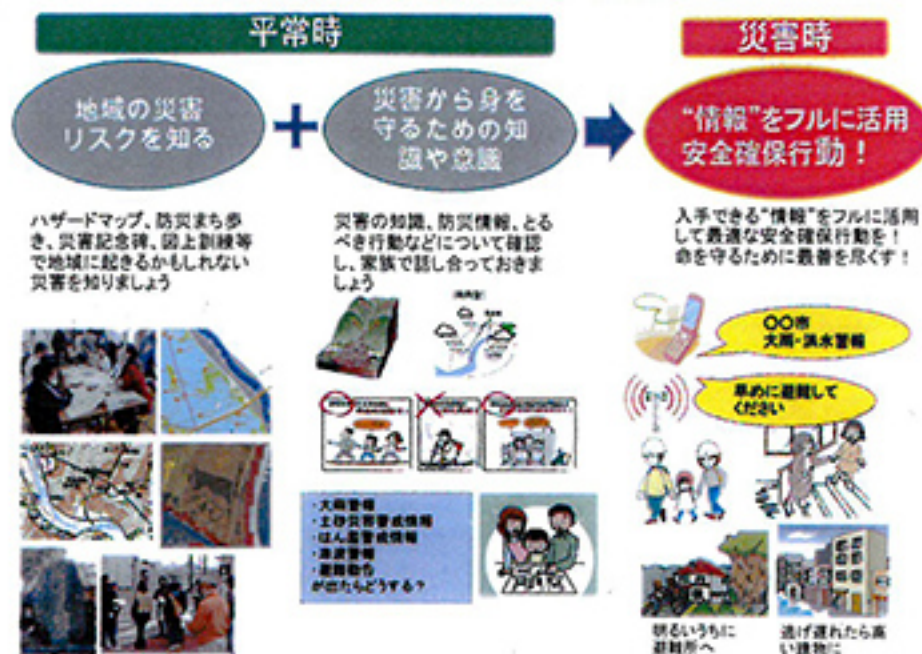 平常時
災害時
地域の災害
リスクを知る
災害から身を
守るための知
識や意識
“情報”をフルに活用
安全確保行動！
ハザードマップ、防災まち歩
き、災害記念碑、図上訓練等
で地域に起きるかもしれない
災害を知りましょう
災害の知識、防災情報、とる
べき行動などについて確認
し、家族で話し合っておきま
しょう
入手できる“情報”をフルに活用
して最適な安全確保行動を！
命を守るために最善を尽くす！
〇〇市
大雨・洪水警報
早めに避難して
ください
・大雨警報
・土砂災害警戒情報
・はん濫警戒情報
・津波警報
・避難勧告
が出たらどうする？
明るいうちに
避難所へ
逃げ遅れたら高
い建物に